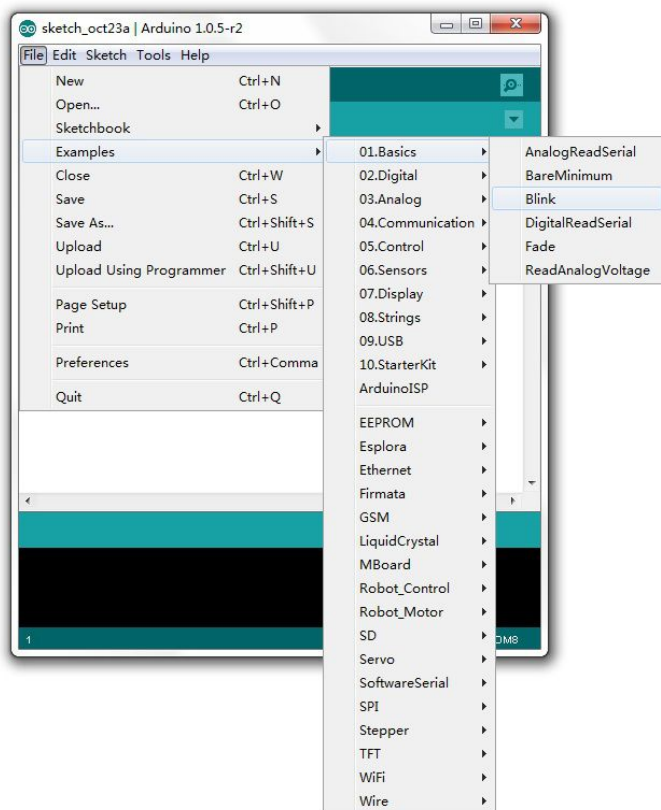 sketch_oct23a | Arduino 1.0.5-r2
File Edit Sketch Tools Help
New Ctrl+N
Open... Ctrl+O
Sketchbook
Examples
Close Ctrl+W
Save Ctrl+S
Save As... Ctrl+Shift+S
Upload Ctrl+U
Upload Using Programmer Ctrl+Shift+U
Page Setup Ctrl+Shift+P
Print Ctrl+P
Preferences Ctrl+Comma
Quit Ctrl+Q
01.Basics
02.Digital
03.Analog
04.Communication
05.Control
06.Sensors
07.Display
08.Strings
09.USB
10.StarterKit
ArduinoISP
EEPROM
Esplora
Ethernet
Firmata
GSM
LiquidCrystal
MBoard
Robot_Control
Robot_Motor
SD
Servo
SoftwareSerial
SPI
Stepper
TFT
WiFi
Wire
AnalogReadSerial
BareMinimum
Blink
DigitalReadSerial
Fade
ReadAnalogVoltage
1